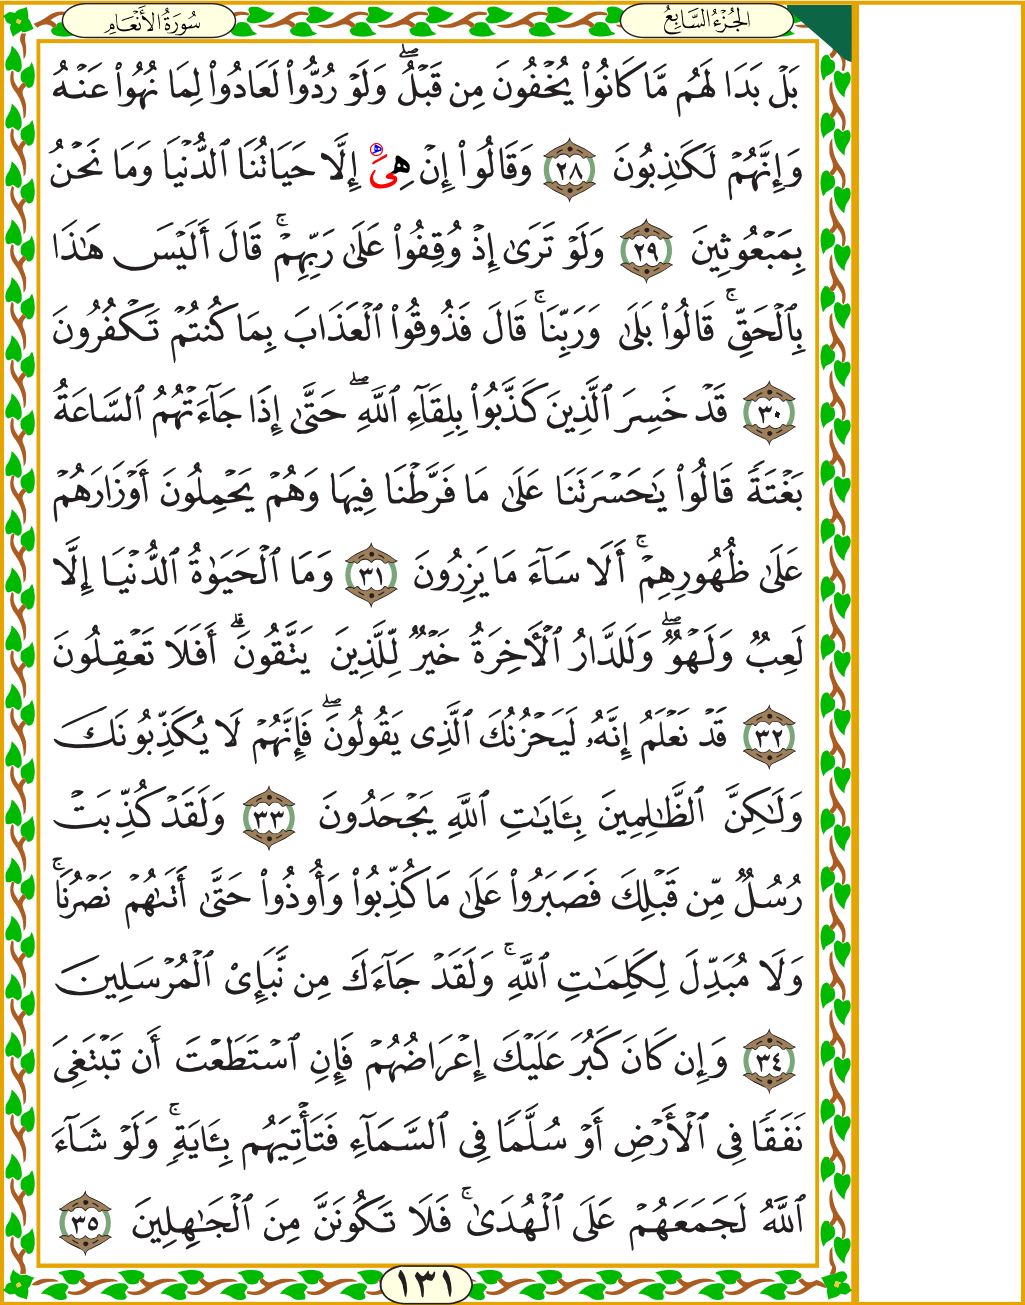 الجُزْءُ السَّابِعُ
سُورَةُ الأَنْعَامِ
بَلْ بَدَا لَهُم مَّا كَانُوا۟ يُخْفُونَ مِن قَبْلُ ۖ وَلَوْ رُدُّوا۟ لَعَادُوا۟ لِمَا نُهُوا۟ عَنْهُ
وَإِنَّهُمْ لَكَـٰذِبُونَ ٢٨ وَقَالُوٓا۟ إِنْ هِىَ إِلَّا حَيَاتُنَا ٱلدُّنْيَا وَمَا نَحْنُ
بِمَبْعُوثِينَ ٢٩ وَلَوْ تَرَىٰٓ إِذْ وُقِفُوا۟ عَلَىٰ رَبِّهِمْ ۚ قَالَ أَلَيْسَ هَـٰذَا
بِٱلْحَقِّ ۚ قَالُوا۟ بَلَىٰ وَرَبِّنَا ۚ قَالَ فَذُوقُوا۟ ٱلْعَذَابَ بِمَا كُنتُمْ تَكْفُرُونَ
٣٠ قَدْ خَسِرَ ٱلَّذِينَ كَذَّبُوا۟ بِلِقَآءِ ٱللَّهِ ۖ حَتَّىٰٓ إِذَا جَآءَتْهُمُ ٱلسَّاعَةُ
بَغْتَةً قَالُوا۟ يَـٰحَسْرَتَنَا عَلَىٰ مَا فَرَّطْنَا فِيهَا وَهُمْ يَحْمِلُونَ أَوْزَارَهُمْ
عَلَىٰ ظُهُورِهِمْ ۚ أَلَا سَآءَ مَا يَزِرُونَ ٣١ وَمَا ٱلْحَيَوٰةُ ٱلدُّنْيَآ إِلَّا
لَعِبٌ وَلَهْوٌ ۖ وَلَلدَّارُ ٱلْـَٔاخِرَةُ خَيْرٌ لِّلَّذِينَ يَتَّقُونَ ۗ أَفَلَا تَعْقِلُونَ
٣٢ قَدْ نَعْلَمُ إِنَّهُۥ لَيَحْزُنُكَ ٱلَّذِى يَقُولُونَ ۖ فَإِنَّهُمْ لَا يُكَذِّبُونَكَ
وَلَـٰكِنَّ ٱلظَّـٰلِمِينَ بِـَٔايَـٰتِ ٱللَّهِ يَجْحَدُونَ ٣٣ وَلَقَدْ كُذِّبَتْ
رُسُلٌ مِّن قَبْلِكَ فَصَبَرُوا۟ عَلَىٰ مَا كُذِّبُوا۟ وَأُوذُوا۟ حَتَّىٰٓ أَتَىٰهُمْ نَصْرُنَا ۚ
وَلَا مُبَدِّلَ لِكَلِمَـٰتِ ٱللَّهِ ۚ وَلَقَدْ جَآءَكَ مِن نَّبَإِى۟ ٱلْمُرْسَلِينَ
٣٤ وَإِن كَانَ كَبُرَ عَلَيْكَ إِعْرَاضُهُمْ فَإِنِ ٱسْتَطَعْتَ أَن تَبْتَغِىَ
نَفَقًا فِى ٱلْأَرْضِ أَوْ سُلَّمًا فِى ٱلسَّمَآءِ فَتَأْتِيَهُم بِـَٔايَةٍ ۚ وَلَوْ شَآءَ
ٱللَّهُ لَجَمَعَهُمْ عَلَى ٱلْهُدَىٰ ۚ فَلَا تَكُونَنَّ مِنَ ٱلْجَـٰهِلِينَ ٣٥
١٣١